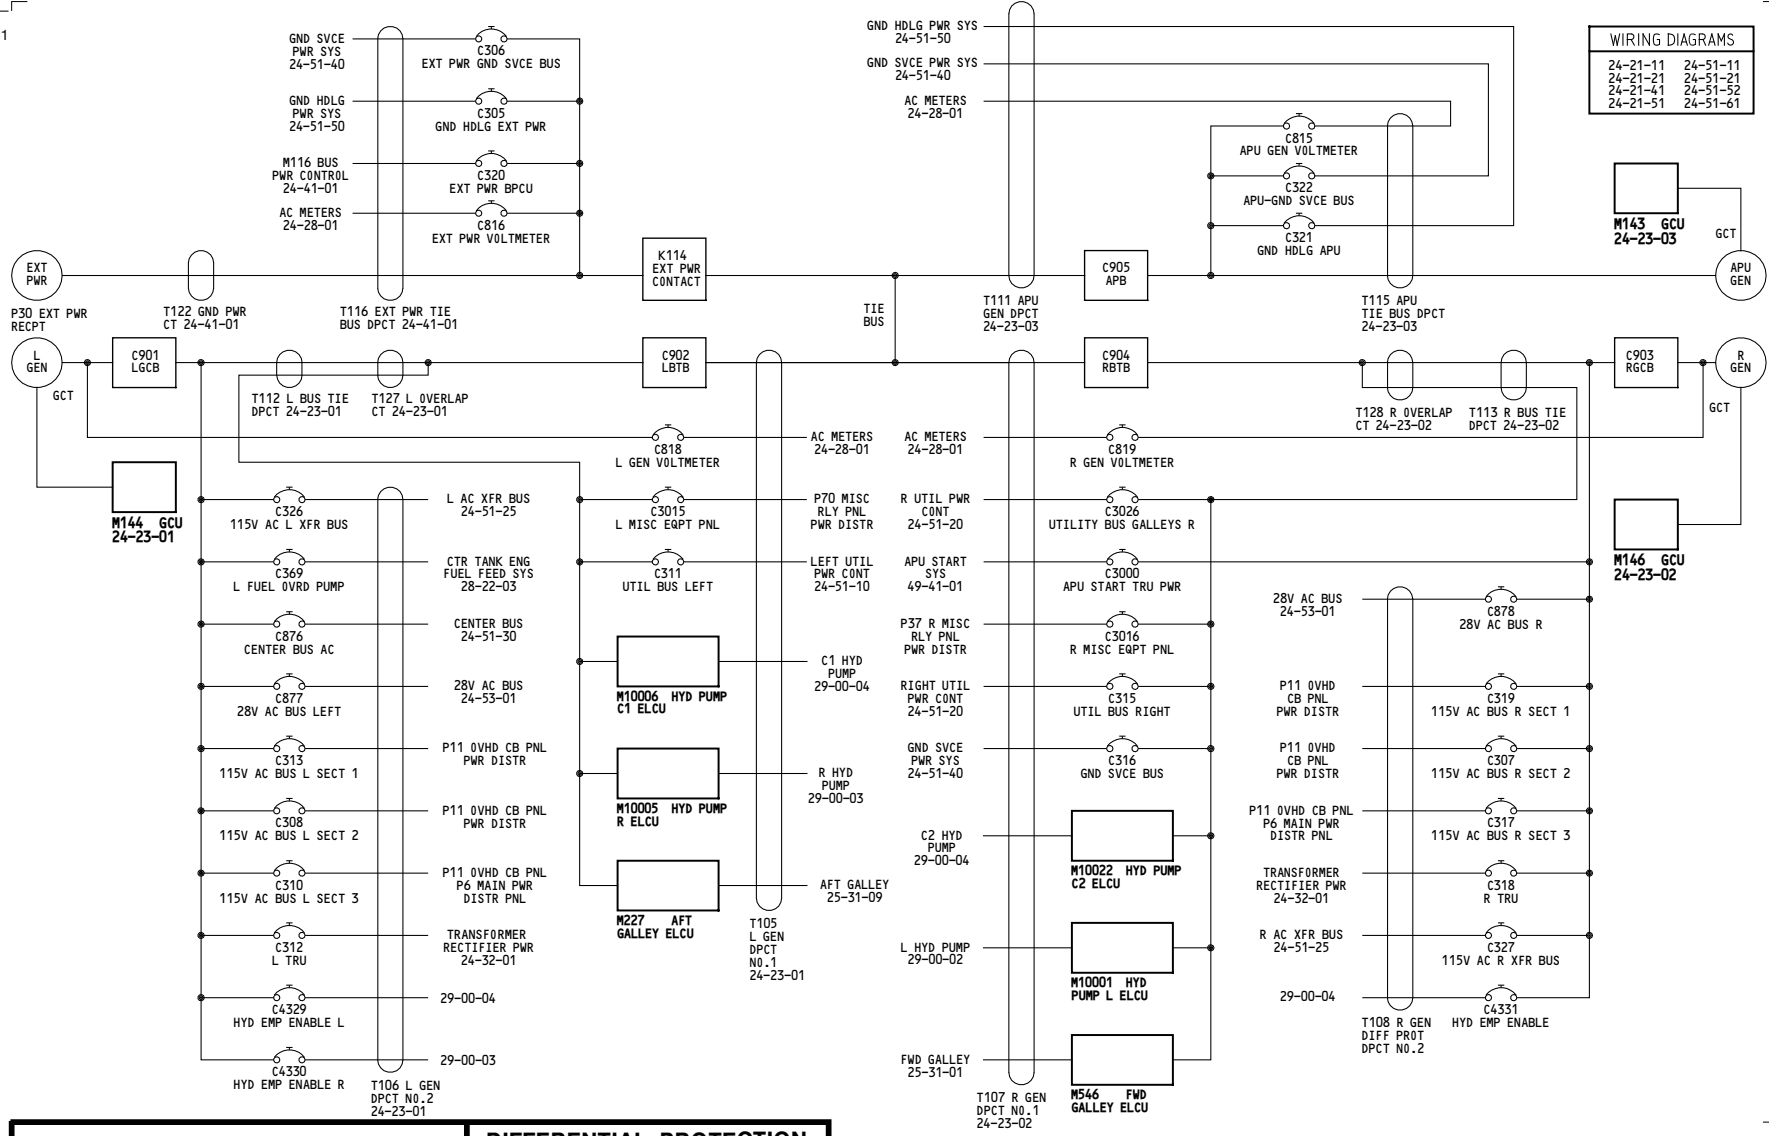 1
GND SVCE
PWR SYS
24-51-40
C306
EXT PWR GND SVCE BUS
GND HDLG
PWR SYS
24-51-50
C305
GND HDLG EXT PWR
M116 BUS
PWR CONTROL
24-41-01
C320
EXT PWR BPCU
AC METERS
24-28-01
C816
EXT PWR VOLTMETER
GND HDLG PWR SYS
24-51-50
GND SVCE PWR SYS
24-51-40
AC METERS
24-28-01
C815
APU GEN VOLTMETER
C322
APU-GND SVCE BUS
C321
GND HDLG APU
WIRING DIAGRAMS
24-21-11 24-51-11
24-21-21 24-51-21
24-21-41 24-51-52
24-21-51 24-51-61
M143 GCU
24-23-03
GCT
EXT
PWR
P30 EXT PWR
RECPT
T122 GND PWR
CT 24-41-01
T116 EXT PWR TIE
BUS DPCT 24-41-01
K114
EXT PWR
CONTACT
TIE
BUS
T111 APU
GEN DPCT
24-23-03
C905
APB
T115 APU
TIE BUS DPCT
24-23-03
APU
GEN
L
GEN
GCT
C901
LGCB
T112 L BUS TIE
DPCT 24-23-01
T127 L OVERLAP
CT 24-23-01
C902
LBTB
C904
RBTB
T128 R OVERLAP
CT 24-23-02
T113 R BUS TIE
DPCT 24-23-02
C903
RGCB
R
GEN
GCT
C818
L GEN VOLTMETER
AC METERS
24-28-01
AC METERS
24-28-01
C819
R GEN VOLTMETER
M144 GCU
24-23-01
M146 GCU
24-23-02
C326
115V AC L XFR BUS
L AC XFR BUS
24-51-25
C369
L FUEL OVRD PUMP
CTR TANK ENG
FUEL FEED SYS
28-22-03
C876
CENTER BUS AC
CENTER BUS
24-51-30
C877
28V AC BUS LEFT
28V AC BUS
24-53-01
C313
115V AC BUS L SECT 1
P11 OVHD CB PNL
PWR DISTR
C308
115V AC BUS L SECT 2
P11 OVHD CB PNL
PWR DISTR
C310
115V AC BUS L SECT 3
P11 OVHD CB PNL
P6 MAIN PWR
DISTR PNL
C312
L TRU
TRANSFORMER
RECTIFIER PWR
24-32-01
C4329
HYD EMP ENABLE L
29-00-04
C4330
HYD EMP ENABLE R
29-00-03
T106 L GEN
DPCT NO.2
24-23-01
C3015
L MISC EQPT PNL
P70 MISC
RLY PNL
PWR DISTR
C311
UTIL BUS LEFT
LEFT UTIL
PWR CONT
24-51-10
M10006 HYD PUMP
C1 ELCU
C1 HYD
PUMP
29-00-04
M10005 HYD PUMP
R ELCU
R HYD
PUMP
29-00-03
M227 AFT
GALLEY ELCU
AFT GALLEY
25-31-09
T105
L GEN
DPCT
NO.1
24-23-01
R UTIL PWR
CONT
24-51-20
C3026
UTILITY BUS GALLEYS R
APU START
SYS
49-41-01
C3000
APU START TRU PWR
P37 R MISC
RLY PNL
PWR DISTR
C3016
R MISC EQPT PNL
RIGHT UTIL
PWR CONT
24-51-20
C315
UTIL BUS RIGHT
GND SVCE
PWR SYS
24-51-40
C316
GND SVCE BUS
C2 HYD
PUMP
29-00-04
M10022 HYD PUMP
C2 ELCU
L HYD PUMP
29-00-02
M10001 HYD
PUMP L ELCU
FWD GALLEY
25-31-01
M546 FWD
GALLEY ELCU
T107 R GEN
DPCT NO.1
24-23-02
28V AC BUS
24-53-01
C878
28V AC BUS R
P11 OVHD
CB PNL
PWR DISTR
C319
115V AC BUS R SECT 1
P11 OVHD
CB PNL
PWR DISTR
C307
115V AC BUS R SECT 2
P11 OVHD CB PNL
P6 MAIN PWR
DISTR PNL
C317
115V AC BUS R SECT 3
TRANSFORMER
RECTIFIER PWR
24-32-01
C318
R TRU
R AC XFR BUS
24-51-25
C327
115V AC R XFR BUS
29-00-04
C4331
HYD EMP ENABLE
T108 R GEN
DIFF PROT
DPCT NO.2
DIFFERENTIAL PROTECTION